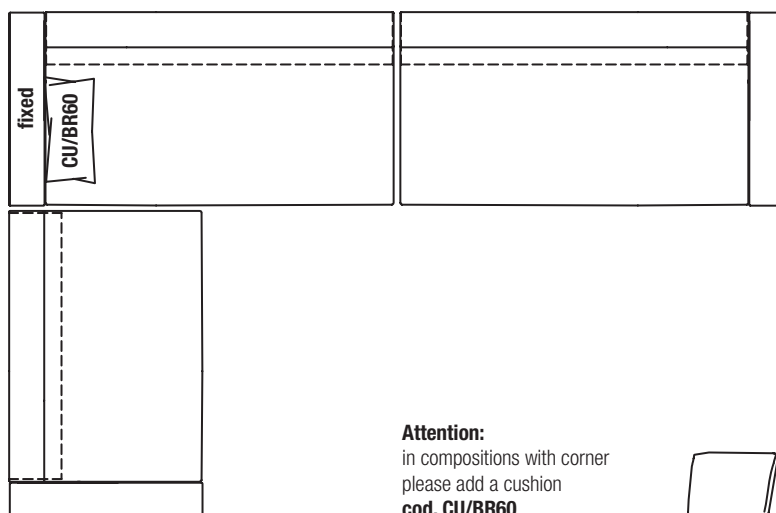 fixed
CU/BR60
Attention:
in compositions with corner
please add a cushion
cod. CU/BR60